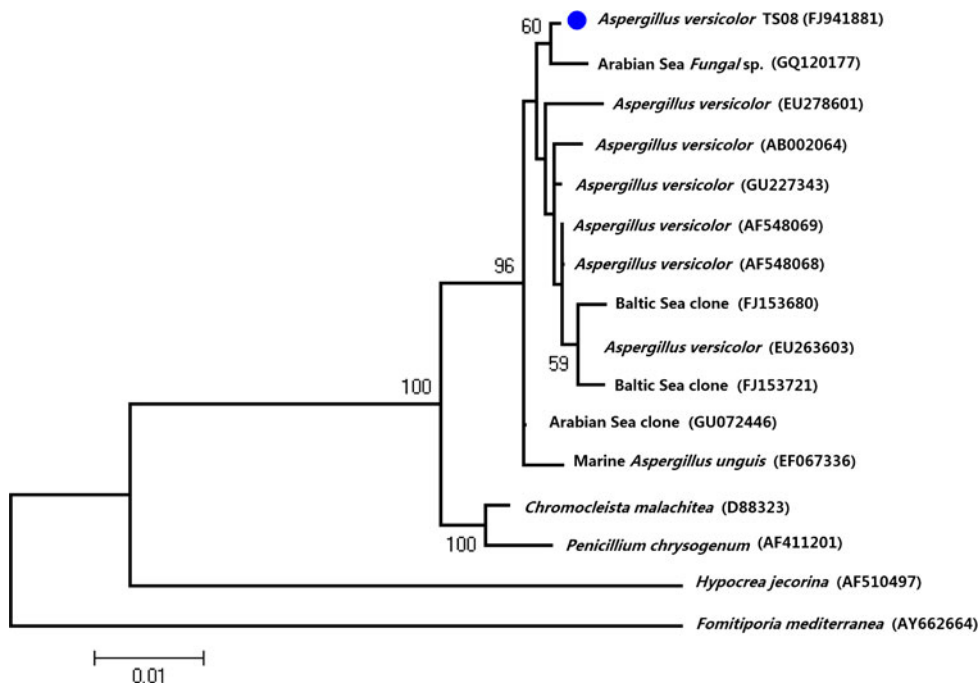 60
Aspergillus versicolor TS08 (FJ941881)
Arabian Sea Fungal sp. (GQ120177)
Aspergillus versicolor (EU278601)
Aspergillus versicolor (AB002064)
Aspergillus versicolor (GU227343)
Aspergillus versicolor (AF548069)
96
Aspergillus versicolor (AF548068)
Baltic Sea clone (FJ153680)
Aspergillus versicolor (EU263603)
59
Baltic Sea clone (FJ153721)
100
Arabian Sea clone (GU072446)
Marine Aspergillus unguis (EF067336)
Chromocleista malachitea (D88323)
100
Penicillium chrysogenum (AF411201)
Hypocrea jecorina (AF510497)
Fomitiporia mediterranea (AY662664)
0.01